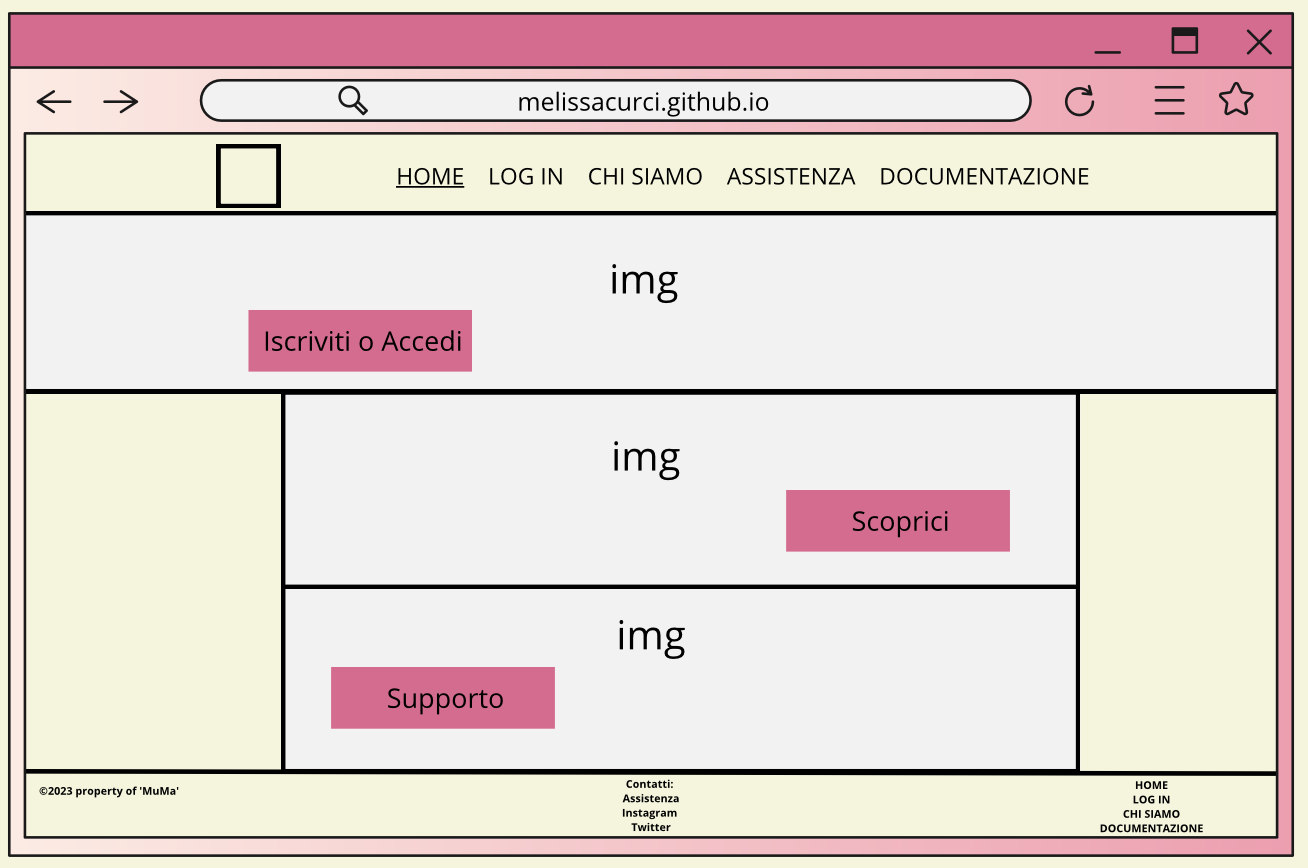 melissacurci.github.io
HOME LOG IN CHI SIAMO ASSISTENZA DOCUMENTAZIONE
img
Iscriviti o Accedi
img
Scoprici
img
Supporto
©2023 property of 'MuMa'
Contatti:
Assistenza
Instagram
Twitter
HOME
LOG IN
CHI SIAMO
DOCUMENTAZIONE